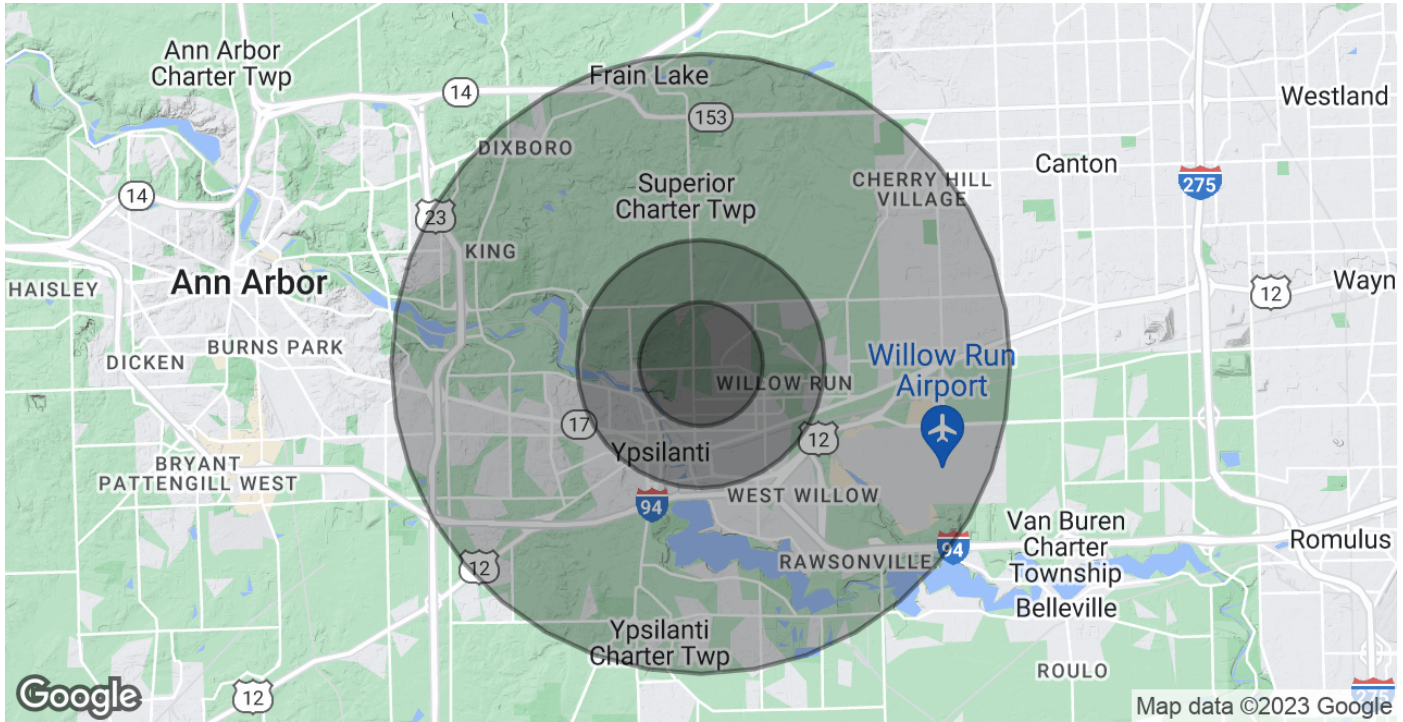 Ann Arbor
Charter Twp
Frain Lake
14
153
Westland
DIXBORO
Canton
Superior
Charter Twp
CHERRY HILL
VILLAGE
275
14
23
KING
Ann Arbor
HAISLEY
Wayn
12
BURNS PARK
DICKEN
Willow Run
Airport
WILLOW RUN
17
12
Ypsilanti
BRYANT
PATTENGILL WEST
WEST WILLOW
94
Van Buren
Charter
Township
Romulus
94
RAWSONVILLE
12
Belleville
Ypsilanti
Charter Twp
ROULO
12
275
Google
Map data ©2023 Google